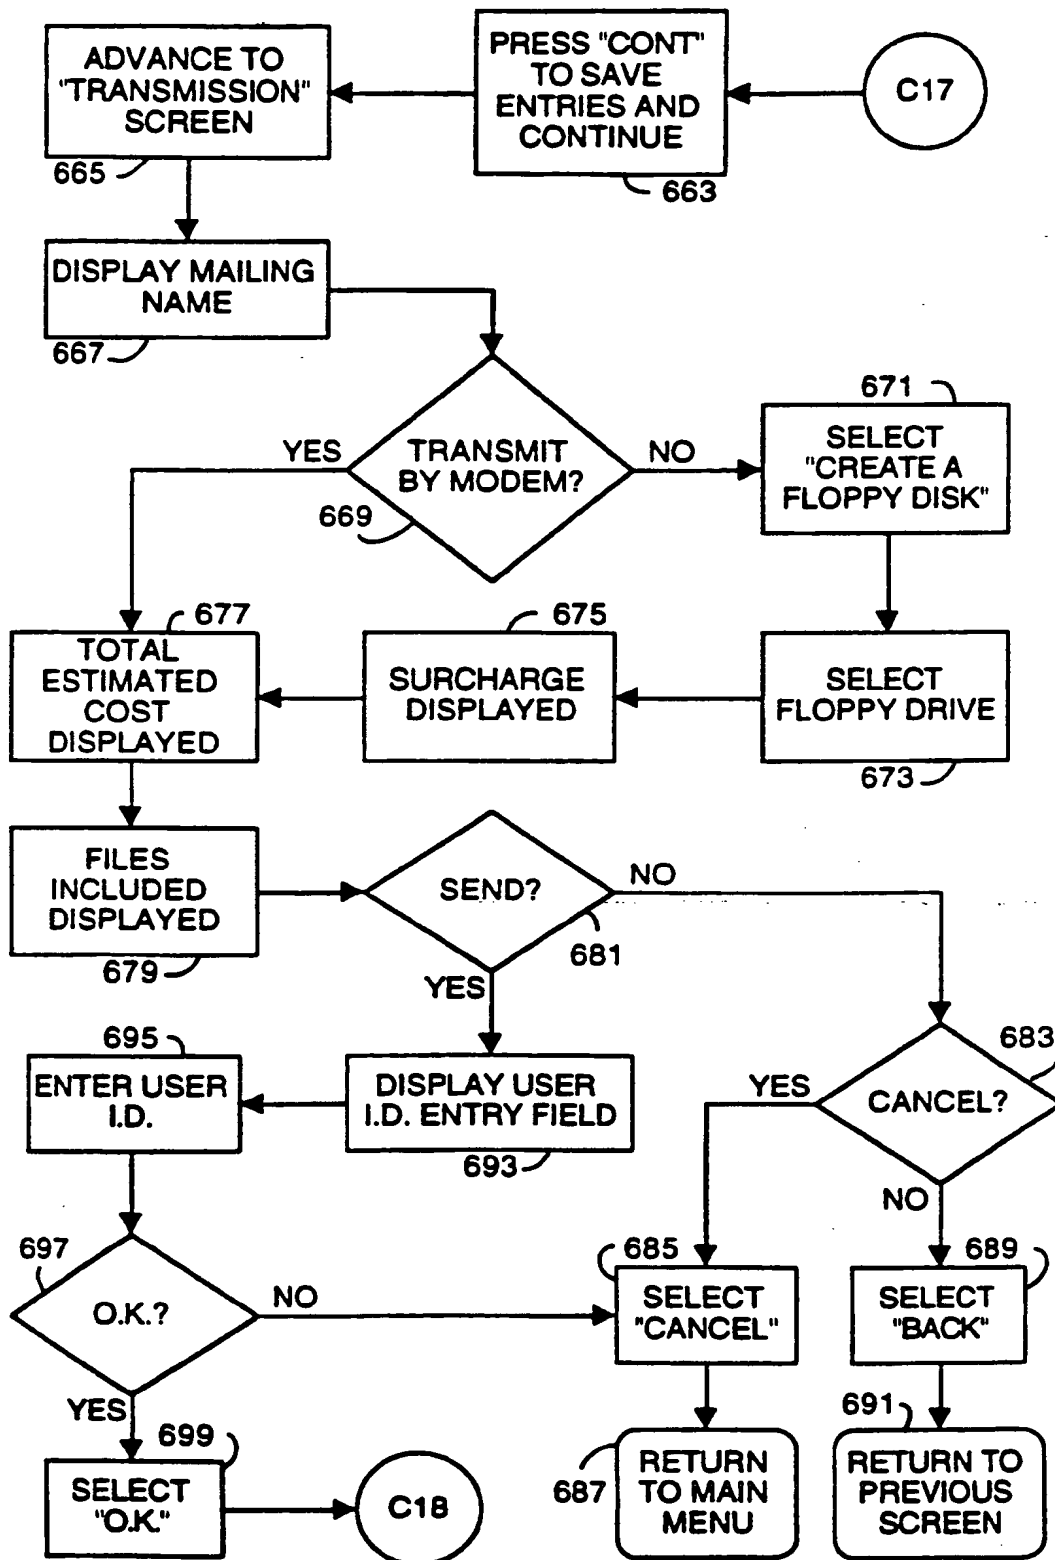 ADVANCE TO
"TRANSMISSION"
SCREEN
665
PRESS "CONT"
TO SAVE
ENTRIES AND
CONTINUE
663
C17
DISPLAY MAILING
NAME
667
TRANSMIT
BY MODEM?
669
YES
NO
671
SELECT
"CREATE A
FLOPPY DISK"
677
TOTAL
ESTIMATED
COST
DISPLAYED
675
SURCHARGE
DISPLAYED
SELECT
FLOPPY DRIVE
673
FILES
INCLUDED
DISPLAYED
679
SEND?
681
NO
YES
695
ENTER USER
I.D.
DISPLAY USER
I.D. ENTRY FIELD
693
683
CANCEL?
YES
NO
697
O.K.?
NO
YES
685
SELECT
"CANCEL"
689
SELECT
"BACK"
699
SELECT
"O.K."
C18
687
RETURN
TO MAIN
MENU
691
RETURN TO
PREVIOUS
SCREEN